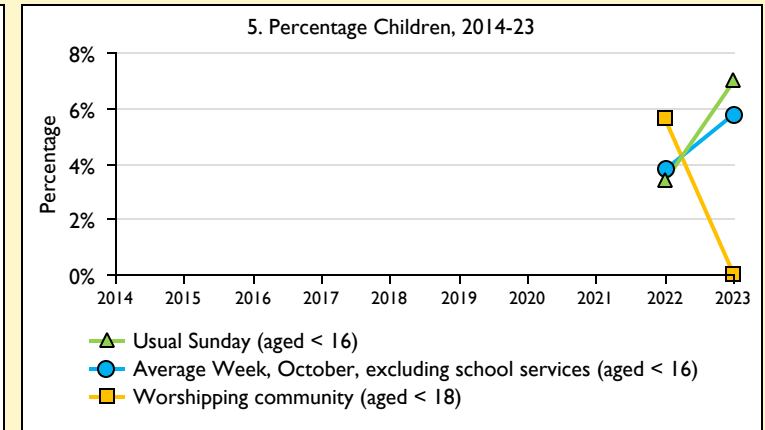 5. Percentage Children, 2014-23
8%
6%
4%
2%
0%
Percentage
2014 2015 2016 2017 2018 2019 2020 2021 2022 2023
Usual Sunday (aged < 16)
Average Week, October, excluding school services (aged < 16)
Worshipping community (aged < 18)